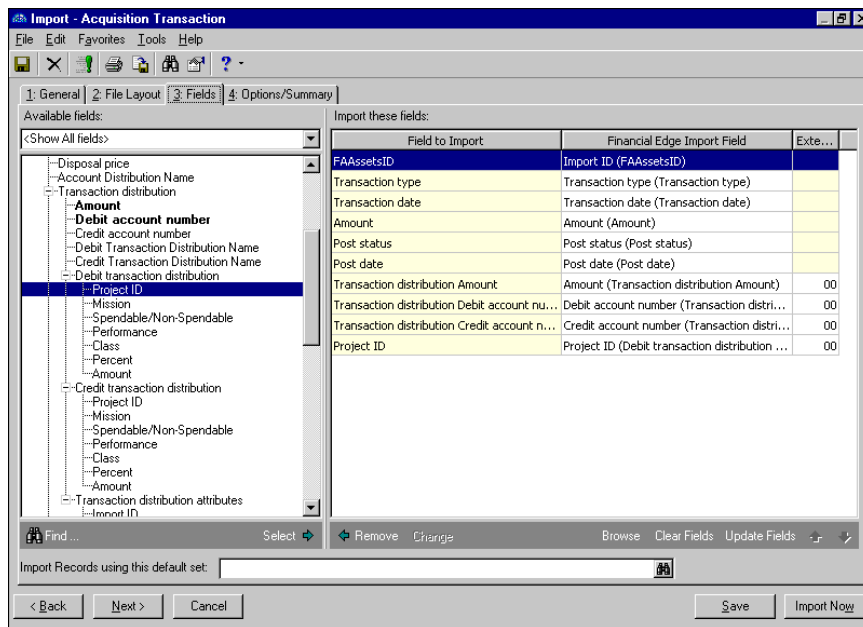 Import - Acquisition Transaction
File Edit Favorites Tools Help
1: General 2: File Layout 3: Fields 4: Options/Summary
Available fields:
<Show All fields>
Disposal price
Account Distribution Name
Transaction distribution
Amount
Debit account number
Credit account number
Debit Transaction Distribution Name
Credit Transaction Distribution Name
Debit transaction distribution
Project ID
Mission
Spendable/Non-Spendable
Performance
Class
Percent
Amount
Credit transaction distribution
Project ID
Mission
Spendable/Non-Spendable
Performance
Class
Percent
Amount
Transaction distribution attributes
Import ID
Find ... Select
Import these fields:
Field to Import Financial Edge Import Field Exte...
FAAssetsID Import ID (FAAssetsID)
Transaction type Transaction type (Transaction type)
Transaction date Transaction date (Transaction date)
Amount Amount (Amount)
Post status Post status (Post status)
Post date Post date (Post date)
Transaction distribution Amount Amount (Transaction distribution Amount) 00
Transaction distribution Debit account nu... Debit account number (Transaction distri... 00
Transaction distribution Credit account n... Credit account number (Transaction distri... 00
Project ID Project ID (Debit transaction distribution ... 00
Remove Change Browse Clear Fields Update Fields
Import Records using this default set:
< Back Next > Cancel Save Import Now